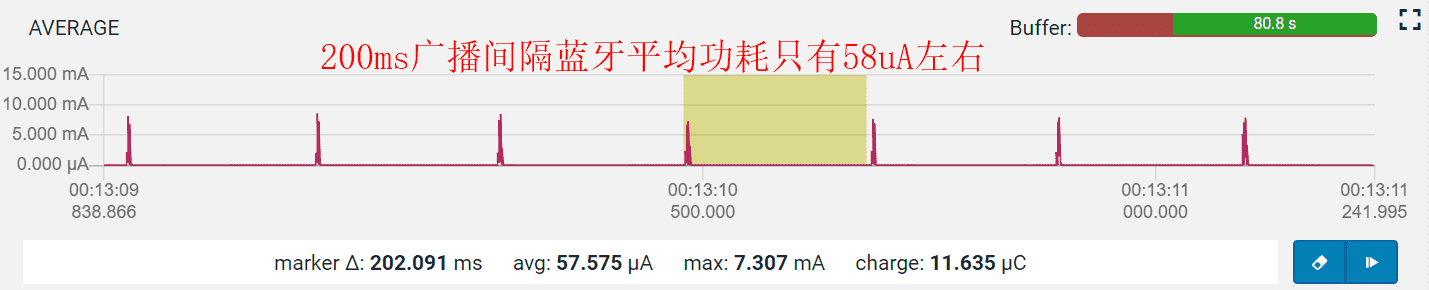 AVERAGE
Buffer: 80.8 s
200ms广播间隔蓝牙平均功耗只有58uA左右
15.000 mA
10.000 mA
5.000 mA
0.000 µA
00:13:09 00:13:10 00:13:11 00:13:11
838.866 500.000 000.000 241.995
marker Δ: 202.091 ms avg: 57.575 µA max: 7.307 mA charge: 11.635 µC